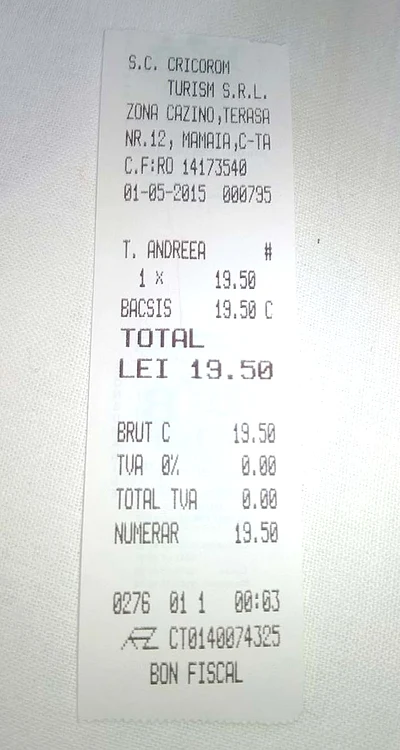 S.C. CRICOROM
TURISM S.R.L.
ZONA CAZINO,TERASA
NR.12, MAMAIA,C-TA
C.F:RO 14173540
01-05-2015 000795
T. ANDREEA #
1 X 19.50
BACSIS 19.50 C
TOTAL
LEI 19.50
BRUT C 19.50
TVA 0% 0.00
TOTAL TVA 0.00
NUMERAR 19.50
0276 01 1 00:03
CT0140074325
BON FISCAL